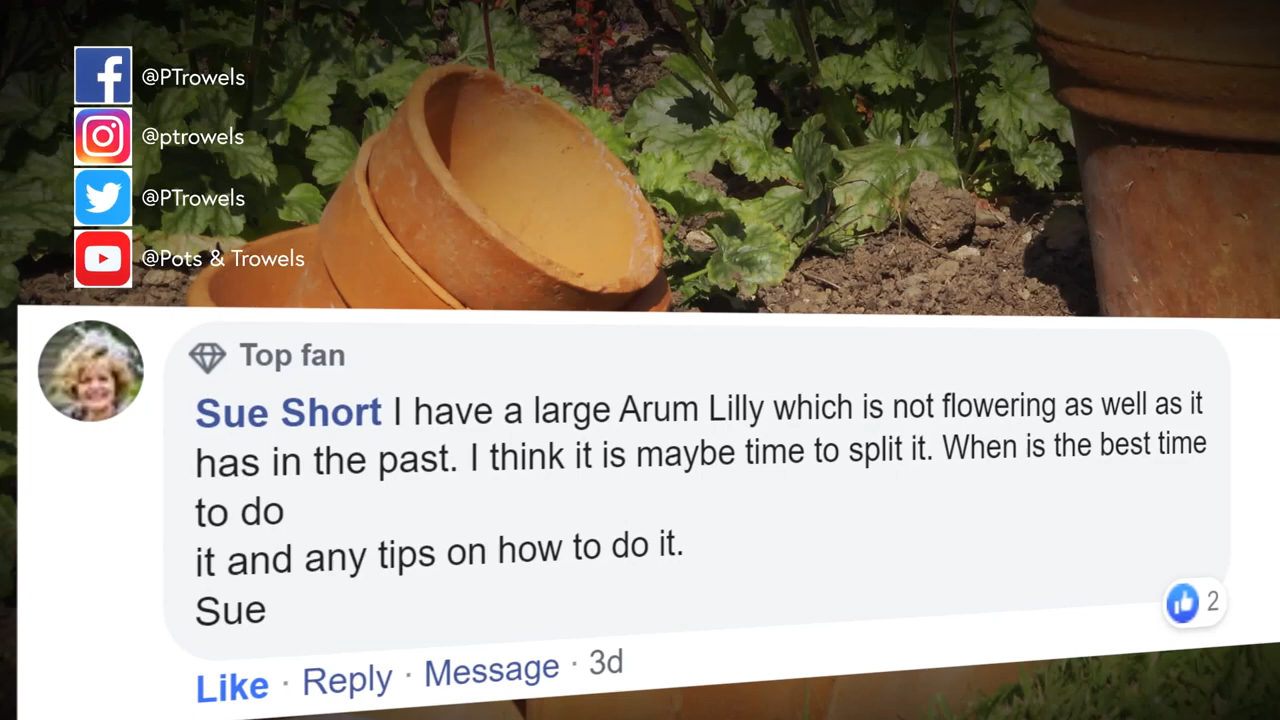 @PTrowels
@ptrowels
@PTrowels
@Pots & Trowels
Top fan
Sue Short I have a large Arum Lilly which is not flowering as well as it
has in the past. I think it is maybe time to split it. When is the best time
to do
it and any tips on how to do it.
Sue
2
Like · Reply · Message · 3d